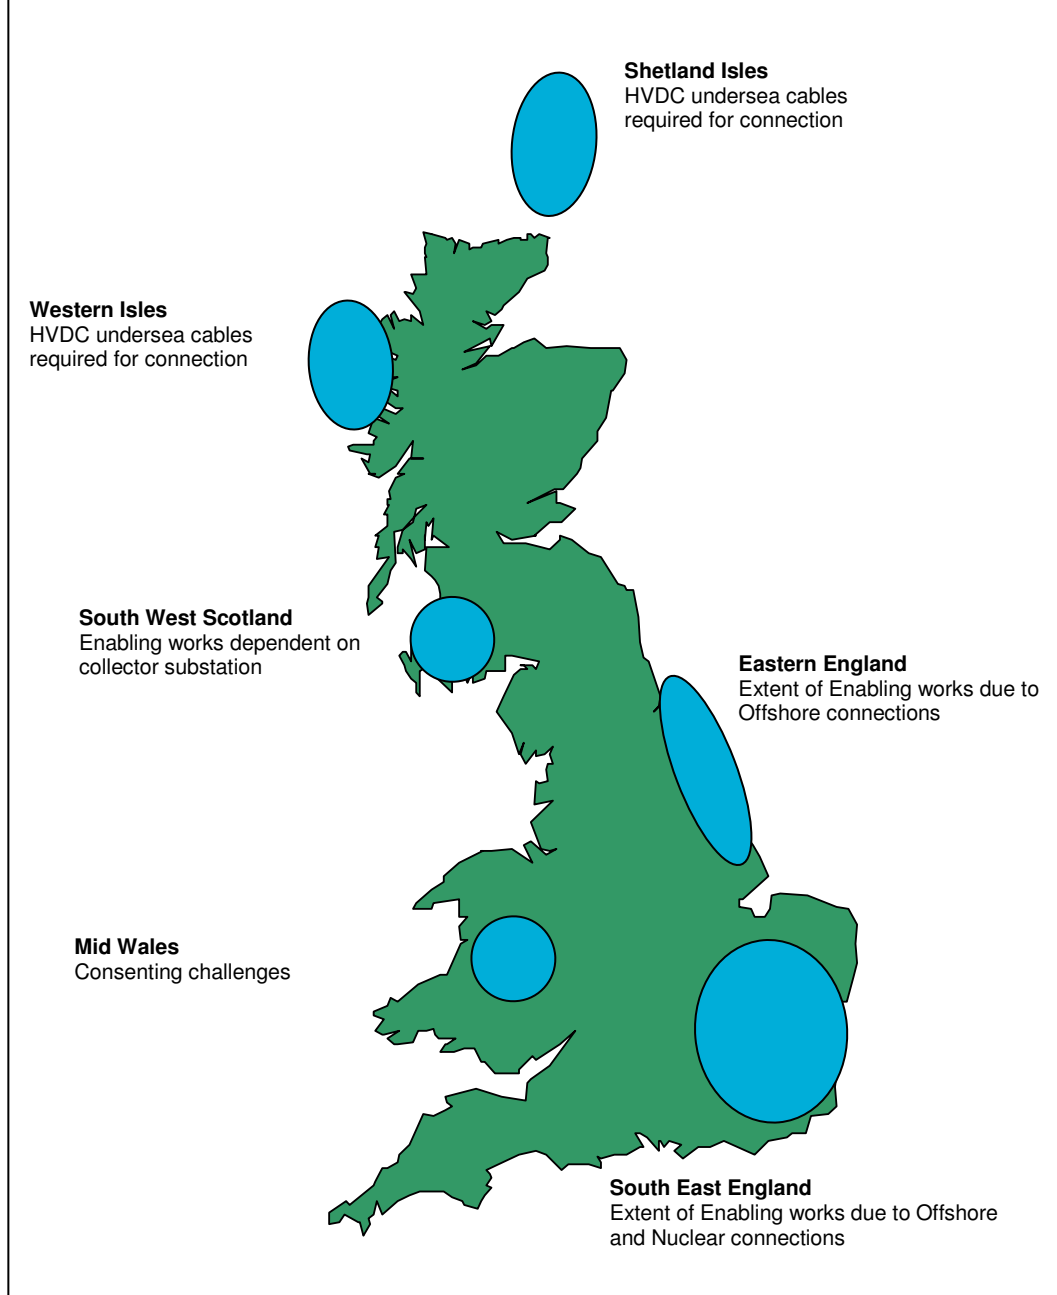 Shetland Isles
HVDC undersea cables
required for connection
Western Isles
HVDC undersea cables
required for connection
South West Scotland
Enabling works dependent on
collector substation
Eastern England
Extent of Enabling works due to
Offshore connections
Mid Wales
Consenting challenges
South East England
Extent of Enabling works due to Offshore
and Nuclear connections